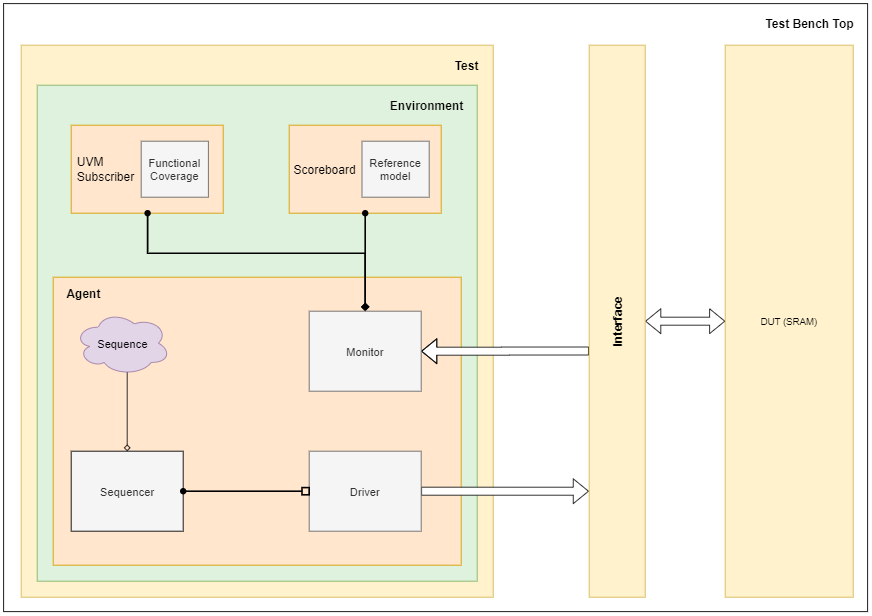 Test Bench Top
Test
Environment
UVM
Subscriber
Functional
Coverage
Scoreboard
Reference
model
Agent
Sequence
Monitor
Sequencer
Driver
Interface
DUT (SRAM)